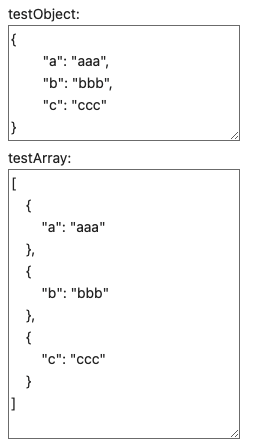 testObject:
{
        "a": "aaa",
        "b": "bbb",
        "c": "ccc"
}
testArray:
[
    {
        "a": "aaa"
    },
    {
        "b": "bbb"
    },
    {
        "c": "ccc"
    }
]